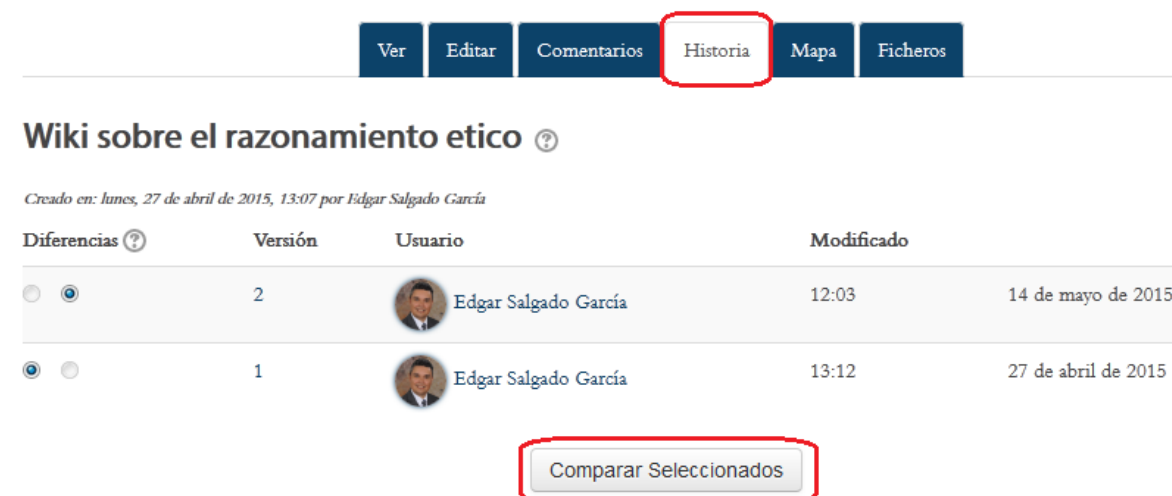 Ver Editar Comentarios Historia Mapa Ficheros
Wiki sobre el razonamiento etico ?
Creado en: lunes, 27 de abril de 2015, 13:07 por Edgar Salgado García
Diferencias ? Versión Usuario Modificado
2 Edgar Salgado García 12:03 14 de mayo de 2015
1 Edgar Salgado García 13:12 27 de abril de 2015
Comparar Seleccionados